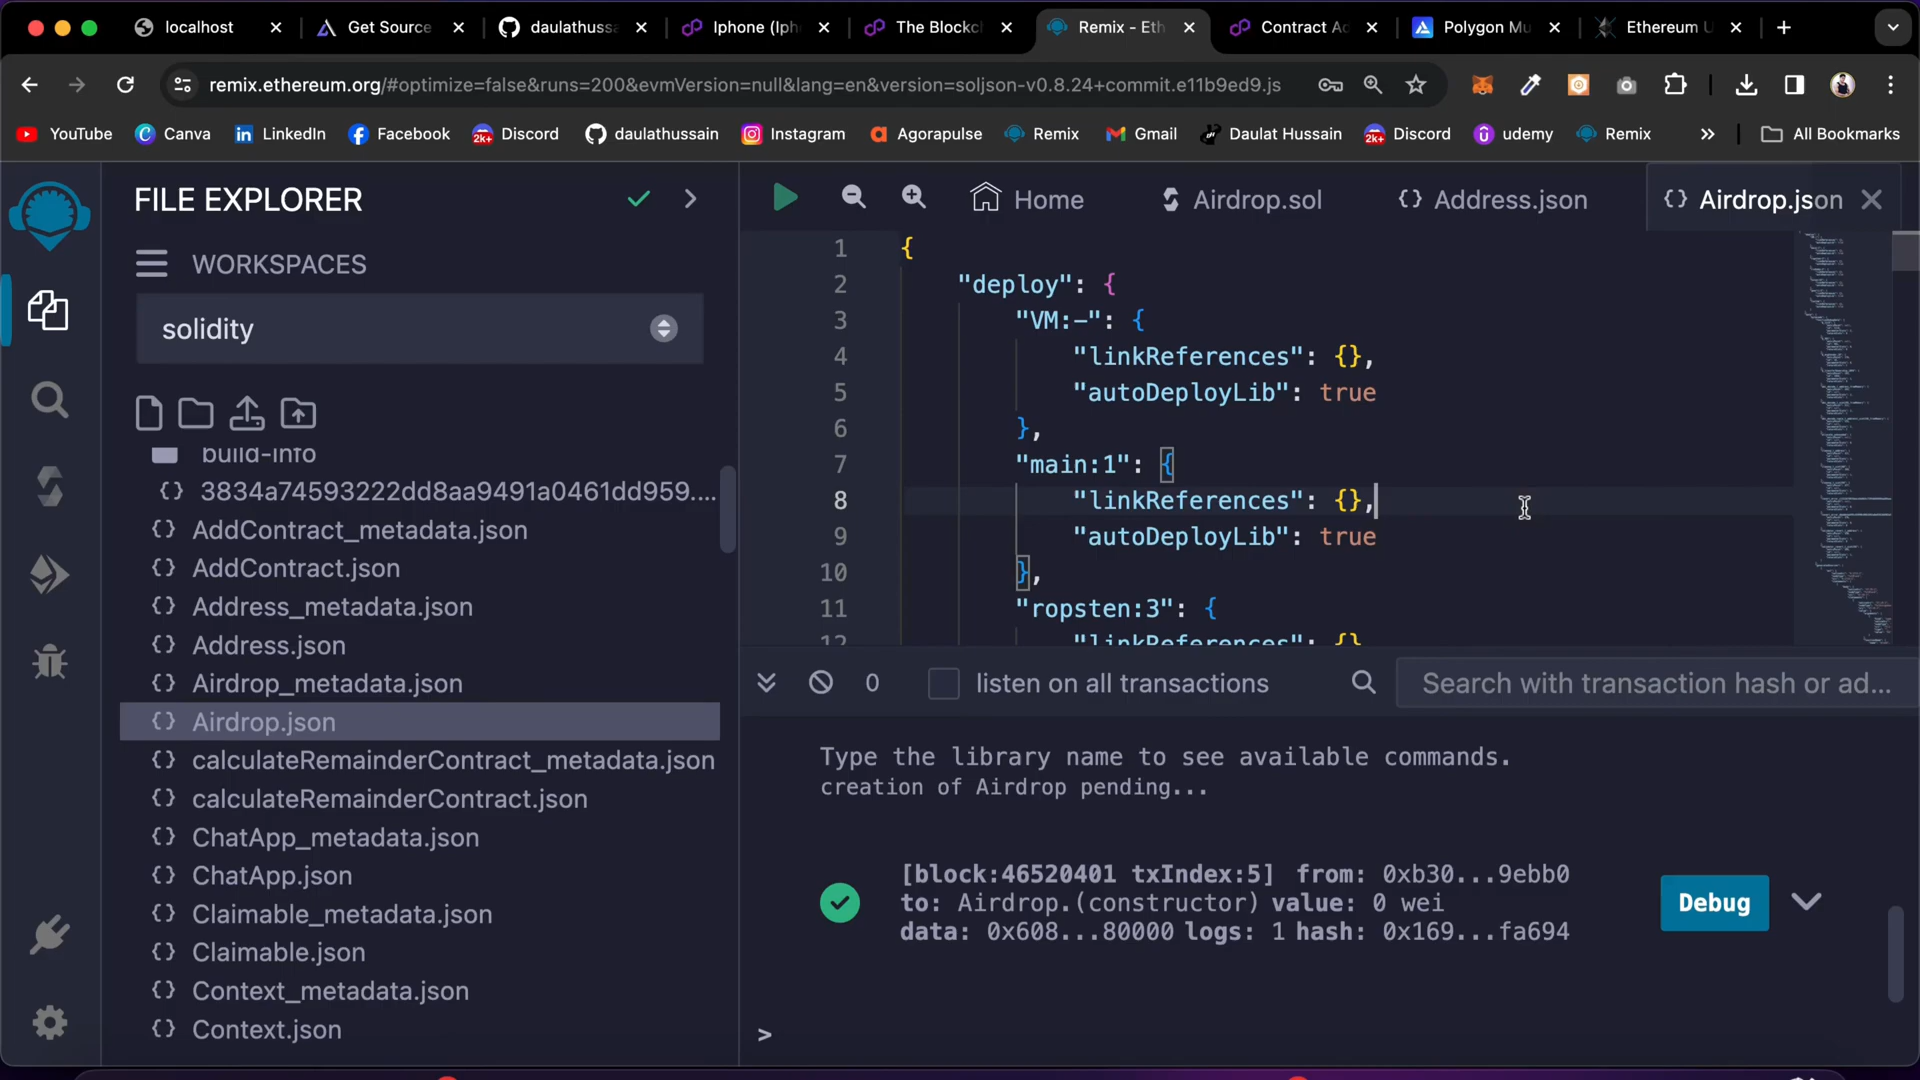 localhost
Get Source
daulathussa
Iphone (Iph
The Blockc
Remix - Eth
Contract Ad
Polygon Mu
Ethereum U
remix.ethereum.org/#optimize=false&runs=200&evmVersion=null&lang=en&version=soljson-v0.8.24+commit.e11b9ed9.js
YouTube
Canva
LinkedIn
Facebook
Discord
daulathussain
Instagram
Agorapulse
Remix
Gmail
Daulat Hussain
Discord
udemy
Remix
»
All Bookmarks
FILE EXPLORER
WORKSPACES
solidity
build-info
{} 3834a74593222dd8aa9491a0461dd959....
{} AddContract_metadata.json
{} AddContract.json
{} Address_metadata.json
{} Address.json
{} Airdrop_metadata.json
{} Airdrop.json
{} calculateRemainderContract_metadata.json
{} calculateRemainderContract.json
{} ChatApp_metadata.json
{} ChatApp.json
{} Claimable_metadata.json
{} Claimable.json
{} Context_metadata.json
{} Context.json
Home
Airdrop.sol
{} Address.json
{} Airdrop.json
1 {
2 "deploy": {
3 "VM:-": {
4 "linkReferences": {},
5 "autoDeployLib": true
6 },
7 "main:1": {
8 "linkReferences": {},
9 "autoDeployLib": true
10 },
11 "ropsten:3": {
12 "linkReferences": {}
0
listen on all transactions
Search with transaction hash or ad...
Type the library name to see available commands.
creation of Airdrop pending...
[block:46520401 txIndex:5] from: 0xb30...9ebb0
to: Airdrop.(constructor) value: 0 wei
data: 0x608...80000 logs: 1 hash: 0x169...fa694
Debug
>